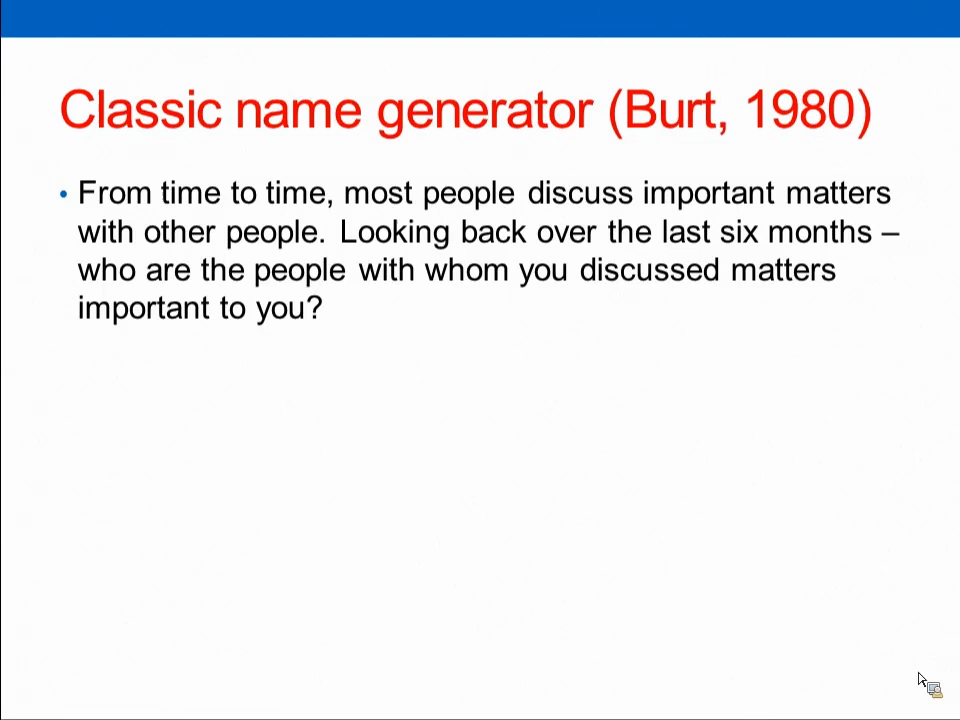 Classic name generator (Burt, 1980)
• From time to time, most people discuss important matters
with other people. Looking back over the last six months –
who are the people with whom you discussed matters
important to you?